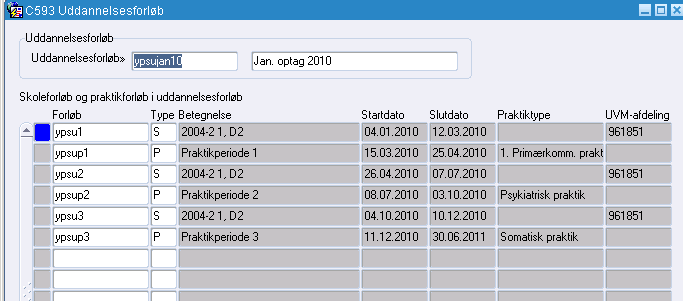 C593 Uddannelsesforløb
Uddannelsesforløb
Uddannelsesforløb» ypsujan10 Jan. optag 2010
Skoleforløb og praktikforløb i uddannelsesforløb
Forløb Type Betegnelse Startdato Slutdato Praktiktype UVM-afdeling
ypsu1 S 2004-2 1, D2 04.01.2010 12.03.2010 961851
ypsup1 P Praktikperiode 1 15.03.2010 25.04.2010 1. Primærkomm. prakt
ypsu2 S 2004-2 1, D2 26.04.2010 07.07.2010 961851
ypsup2 P Praktikperiode 2 08.07.2010 03.10.2010 Psykiatrisk praktik
ypsu3 S 2004-2 1, D2 04.10.2010 10.12.2010 961851
ypsup3 P Praktikperiode 3 11.12.2010 30.06.2011 Somatisk praktik